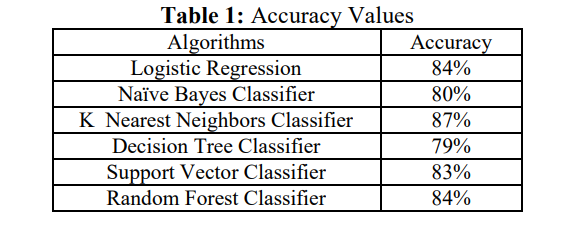 Table 1: Accuracy Values
Algorithms Accuracy
Logistic Regression 84%
Naïve Bayes Classifier 80%
K Nearest Neighbors Classifier 87%
Decision Tree Classifier 79%
Support Vector Classifier 83%
Random Forest Classifier 84%